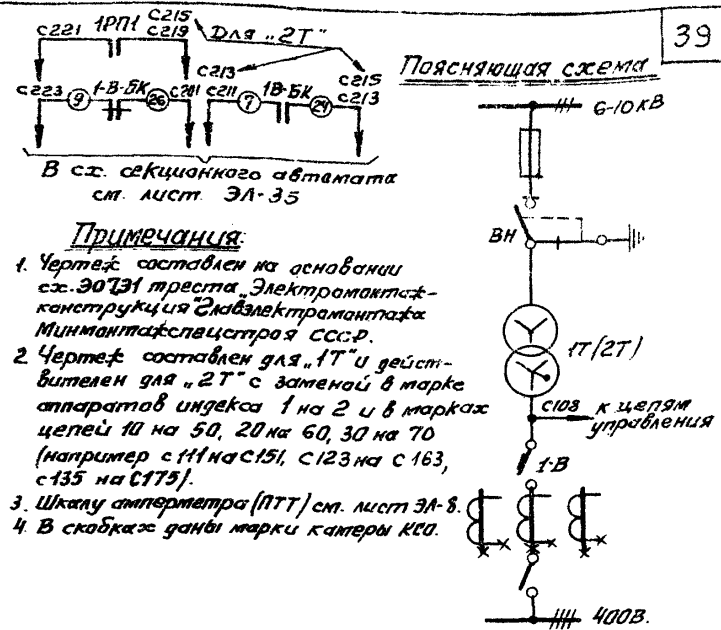 39
С215
С221 1РП1 С219 Для „2Т"
С213
С223 9 1-В-БК 26 С201 С211 7 1В-БК 24 С215
С213
В сх. секционного автомата
см. лист ЭЛ-35
Примечания:
1. Чертеж составлен на основании
сх. треста „Электромонтаж-
конструкция" Главэлектромонтажа
Минмонтажспецстроя СССР.
2 Чертеж составлен для „1Т" и дейст-
вителен для „2Т" с заменой в марке
аппаратов индекса 1 на 2 и в марках
цепей 10 на 50, 20 на 60, 30 на 70
(например с111 на С151, С123 на С163,
с135 на С175).
3. Шкалу амперметра (ПТТ) см. лист ЭЛ-8.
4. В скобках даны марки камеры КСО.
Поясняющая схема
6-10кВ
ВН
1Т(2Т)
С108
к цепям
управления
1-В
400В.